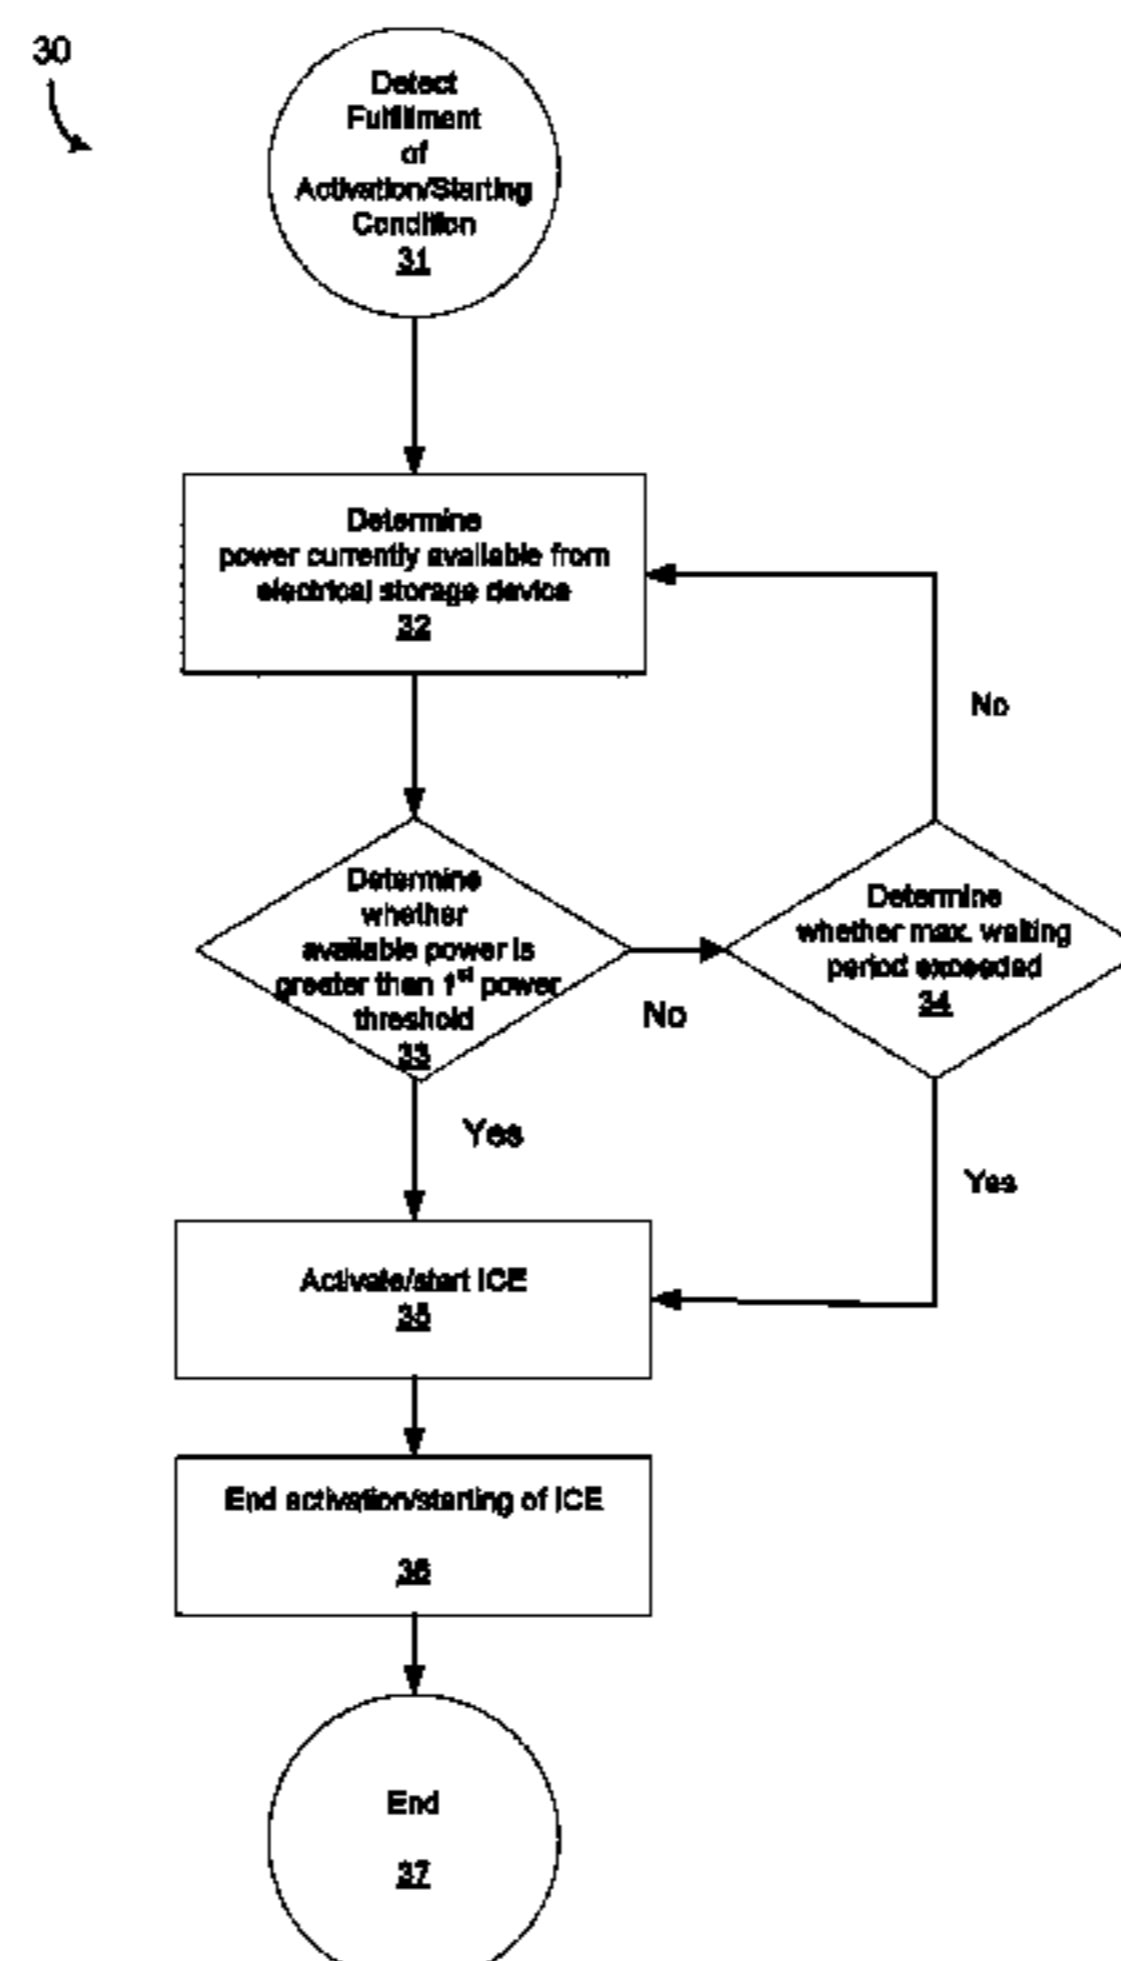 30
Detect
Fulfillment
of
Activation/Starting
Condition
31
Determine
power currently available from
electrical storage device
32
No
Determine
whether
available power is
greater than 1st power
threshold
33
No
Determine
whether max. waiting
period exceeded
34
Yes
Yes
Activate/start ICE
35
End activation/starting of ICE
36
End
37